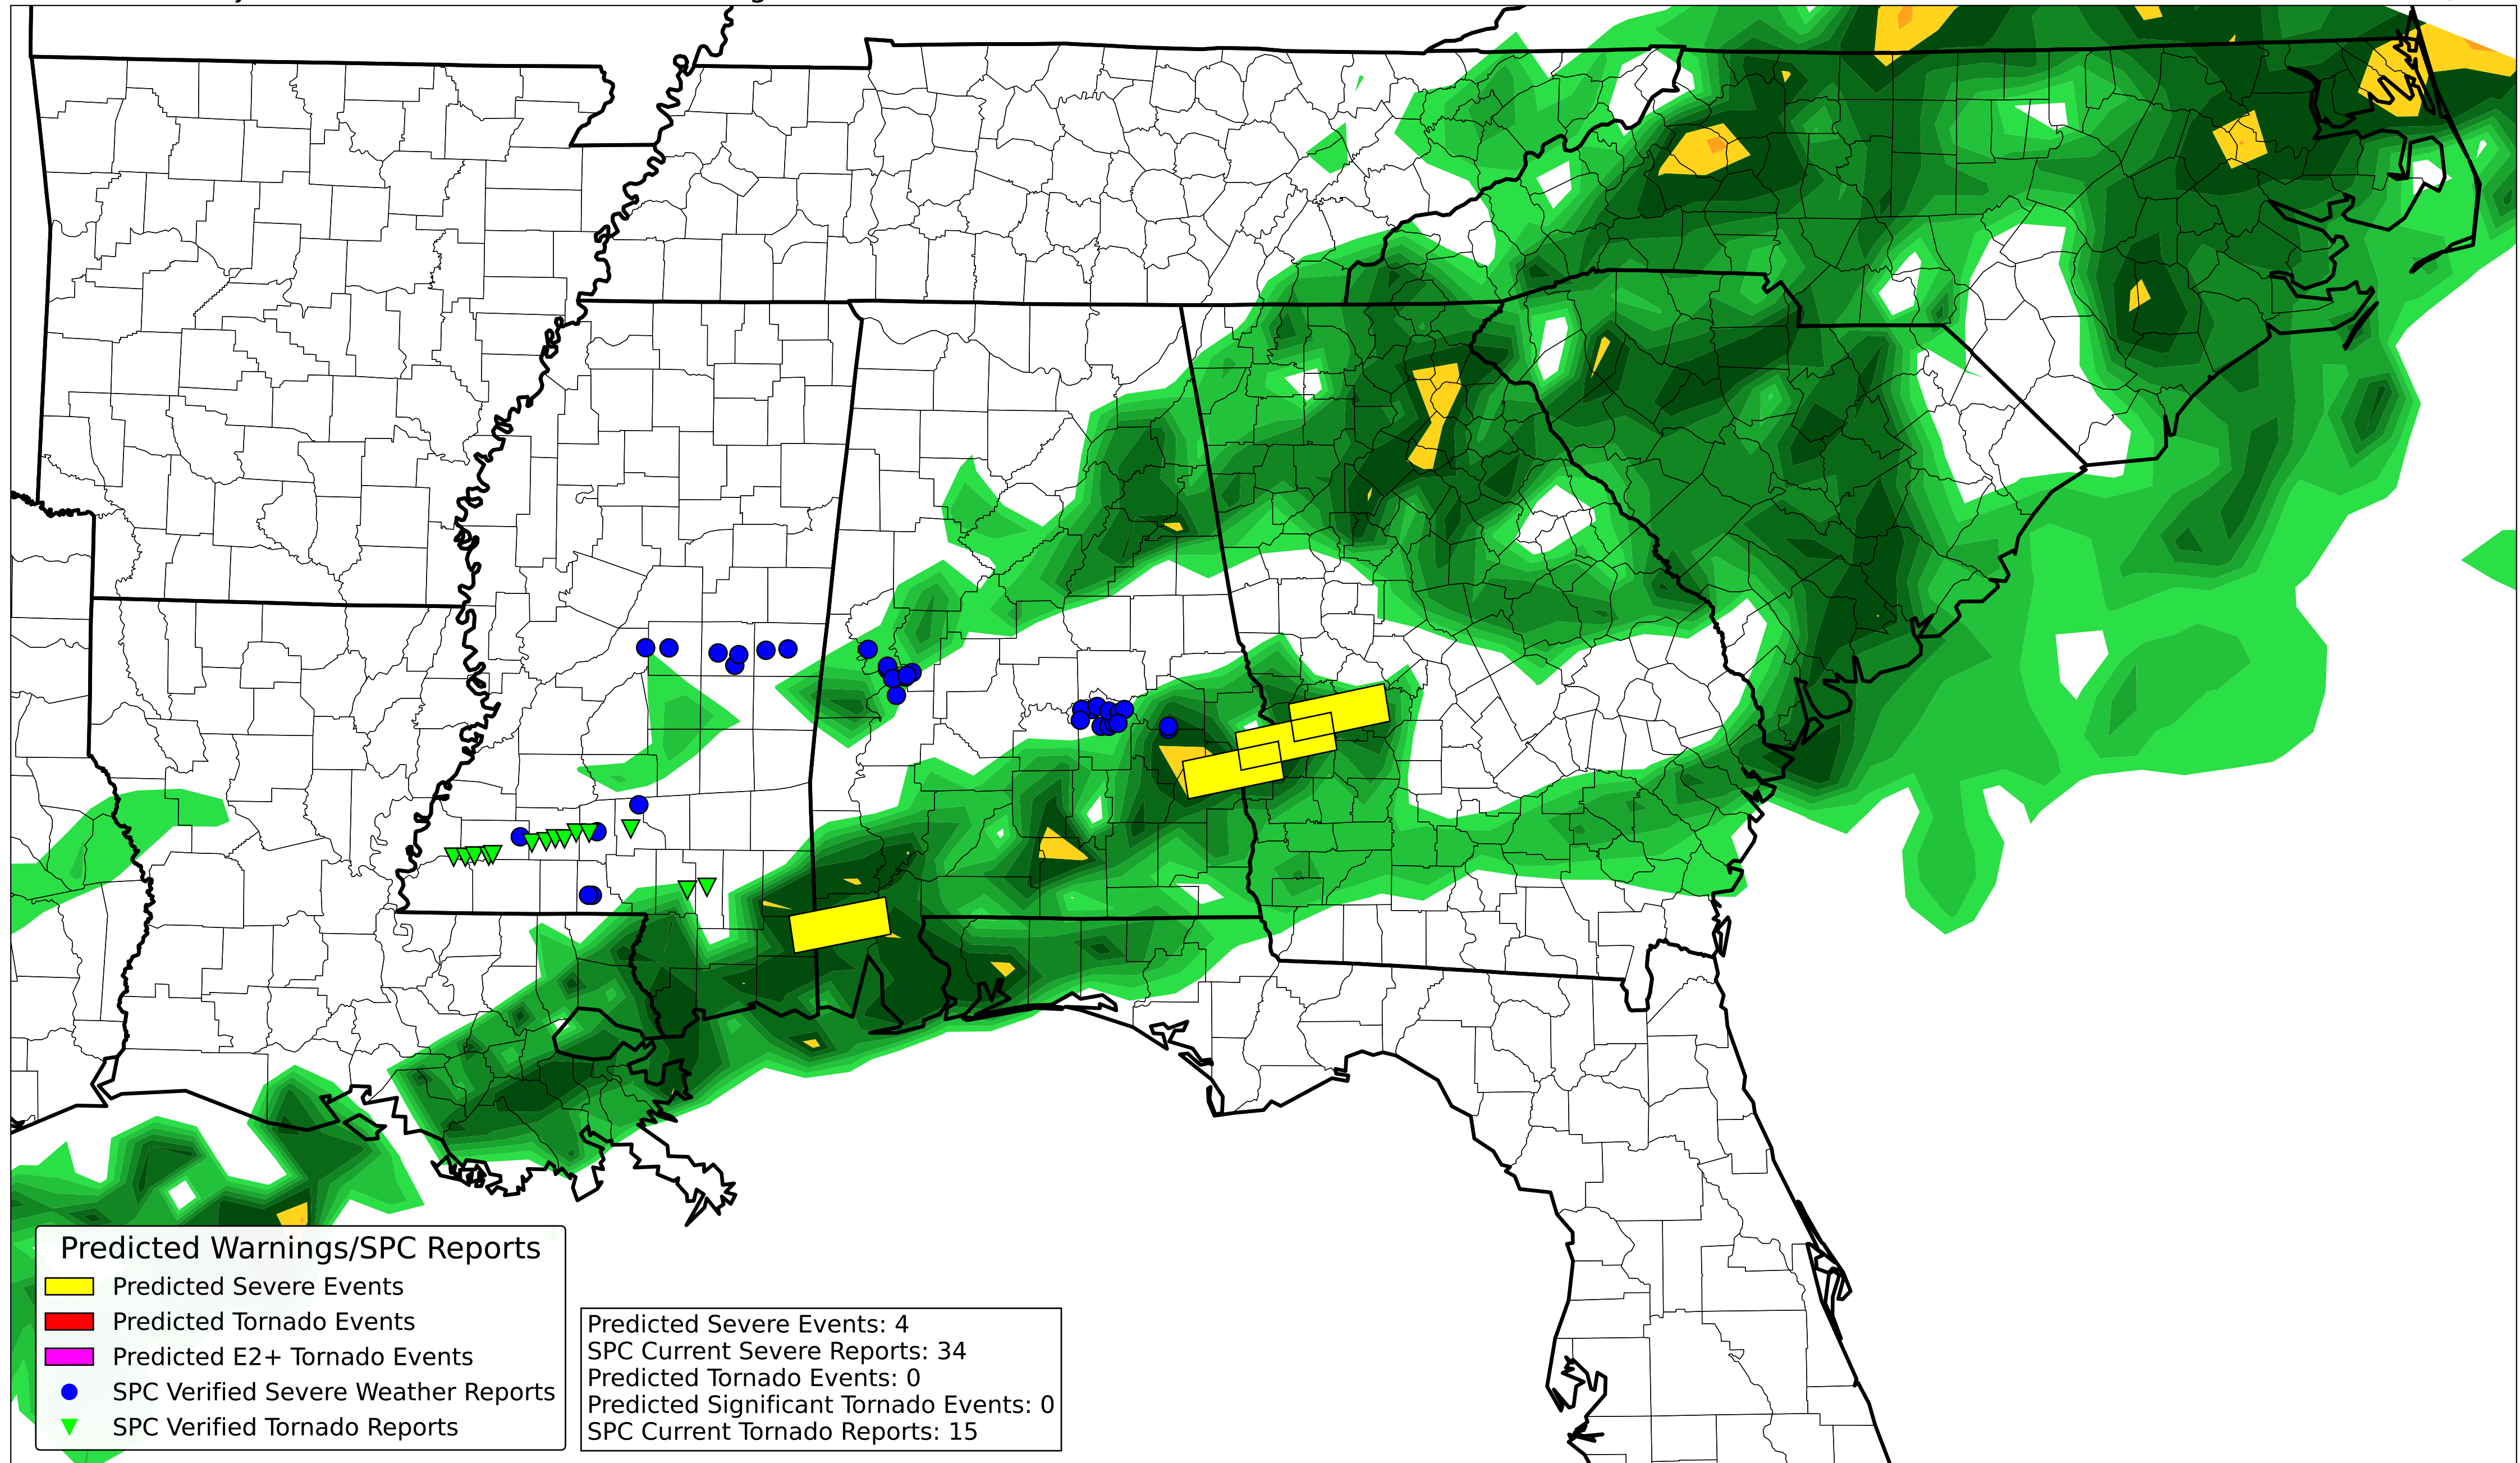 Predicted Warnings/SPC Reports
Predicted Severe Events
Predicted Tornado Events
Predicted E2+ Tornado Events
SPC Verified Severe Weather Reports
SPC Verified Tornado Reports
Predicted Severe Events: 4
SPC Current Severe Reports: 34
Predicted Tornado Events: 0
Predicted Significant Tornado Events: 0
SPC Current Tornado Reports: 15